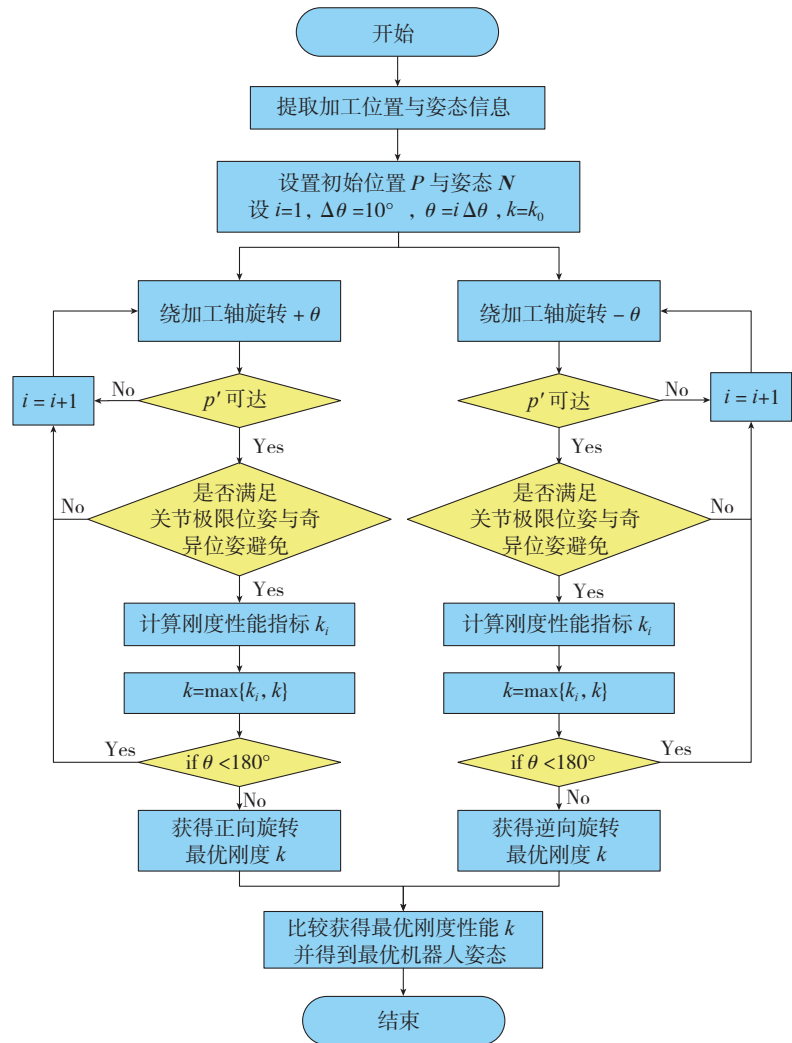 开始
提取加工位置与姿态信息
设置初始位置 P 与姿态 N
设 i=1, Δθ=10° , θ=iΔθ, k=k₀
绕加工轴旋转 + θ
绕加工轴旋转 − θ
i = i+1
No
p′ 可达
p′ 可达
No
i = i+1
Yes
Yes
No
是否满足
关节极限位姿与奇
异位姿避免
是否满足
关节极限位姿与奇
异位姿避免
No
Yes
Yes
计算刚度性能指标 kᵢ
计算刚度性能指标 kᵢ
k=max{kᵢ, k}
k=max{kᵢ, k}
Yes
if θ <180°
if θ <180°
Yes
No
No
获得正向旋转
最优刚度 k
获得逆向旋转
最优刚度 k
比较获得最优刚度性能 k
并得到最优机器人姿态
结束